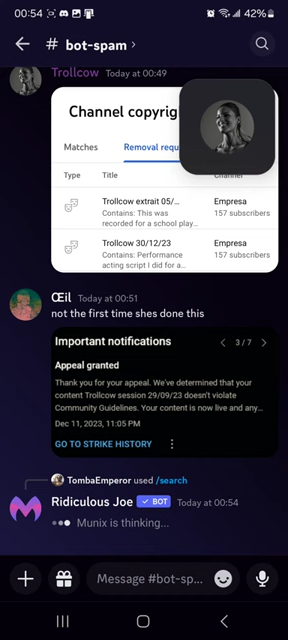 00:54
42%
# bot-spam ›
Trollcow Today at 00:49
Channel copyrig
Matches
Removal requ
Type
Title
Channel
Trollcow extrait 05/...
Empresa
Contains: This was
157 subscribers
recorded for a school play...
Trollcow 30/12/23
Empresa
Contains: Performance
157 subscribers
acting script I did for a...
Œil Today at 00:51
not the first time shes done this
Important notifications
3/7
Appeal granted
Thank you for your appeal. We've determined that your
content Trollcow session 29/09/23 doesn't violate
Community Guidelines. Your content is now live and any...
Dec 11, 2023, 11:05 PM
GO TO STRIKE HISTORY
TombaEmperor used /search
Ridiculous Joe ✓ BOT Today at 00:54
Munix is thinking...
Message #bot-sp...